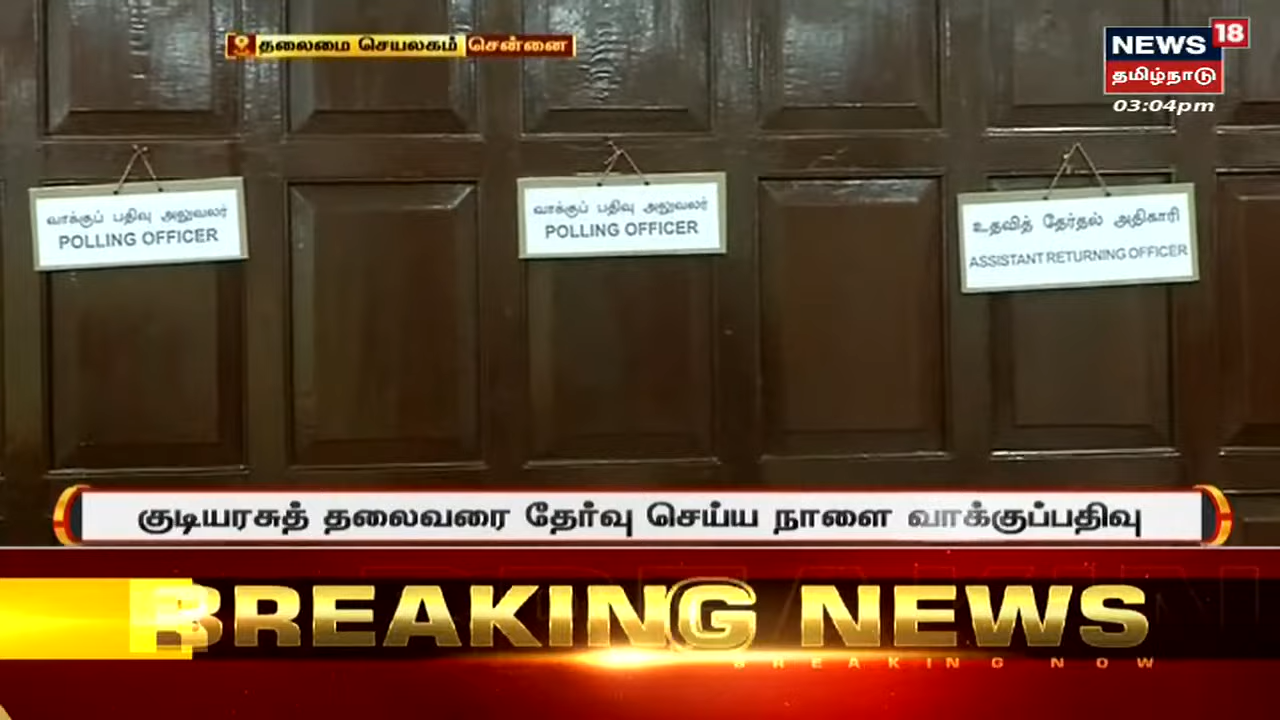 தலைமை செயலகம் சென்னை
NEWS 18
தமிழ்நாடு
03:04pm
வாக்குப் பதிவு அலுவலர்
POLLING OFFICER
வாக்குப் பதிவு அலுவலர்
POLLING OFFICER
உதவித் தேர்தல் அதிகாரி
ASSISTANT RETURNING OFFICER
குடியரசுத் தலைவரை தேர்வு செய்ய நாளை வாக்குப்பதிவு
BREAKING NEWS
BREAKING NOW